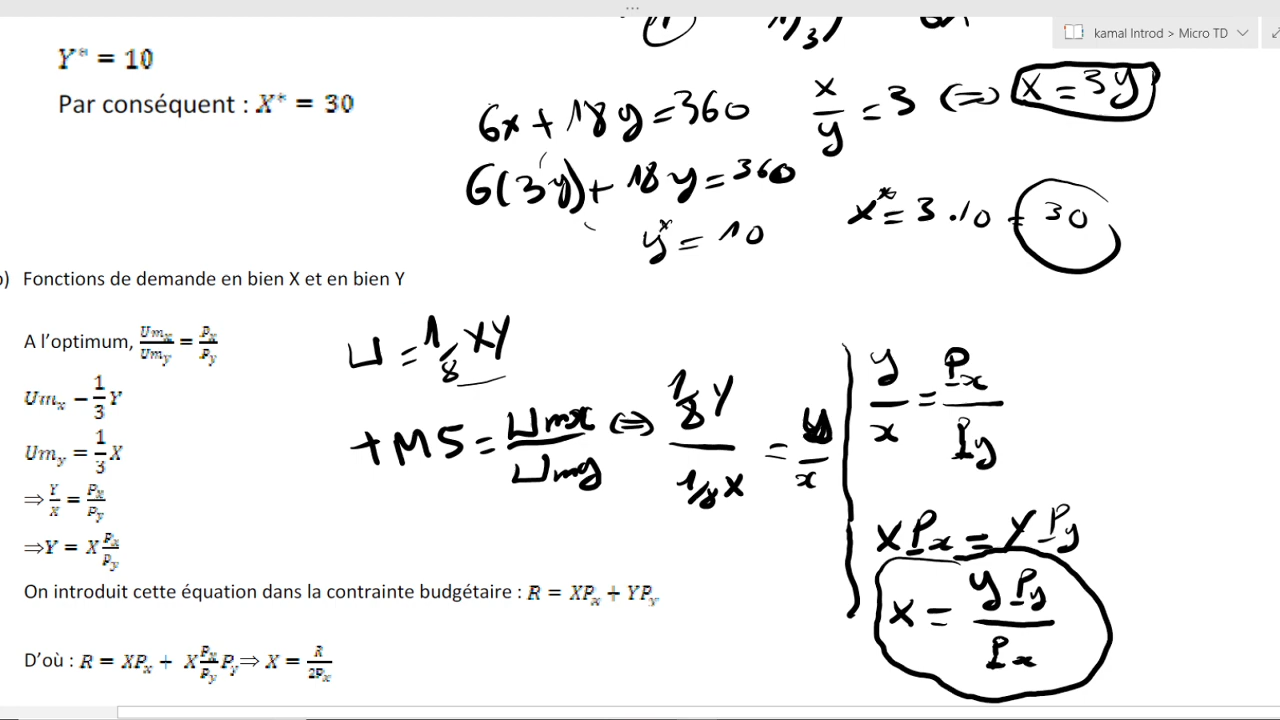 kamal Introd > Micro TD
Y* = 10
Par conséquent : X* = 30
6x + 18y = 360
x/y = 3 (=) x = 3y
6(3y) + 18y = 360
y* = 10
x* = 3 . 10 = 30
Fonctions de demande en bien X et en bien Y
A l’optimum, Umx/Umy = Px/Py
Umx − 1/3 Y
Umy = 1/3 X
⇒ Y/X = Px/Py
⇒Y = X Px/Py
On introduit cette équation dans la contrainte budgétaire : R = XPx + YPy
D’où : R = XPx + X Px/Py Py ⇒ X = R/2Px
U = 1/8 XY
TMS = Umx/Umy (=) 1/8 Y / 1/8 X = y/x
y/x = Px/Py
X Px = Y Py
X = y Py/Px